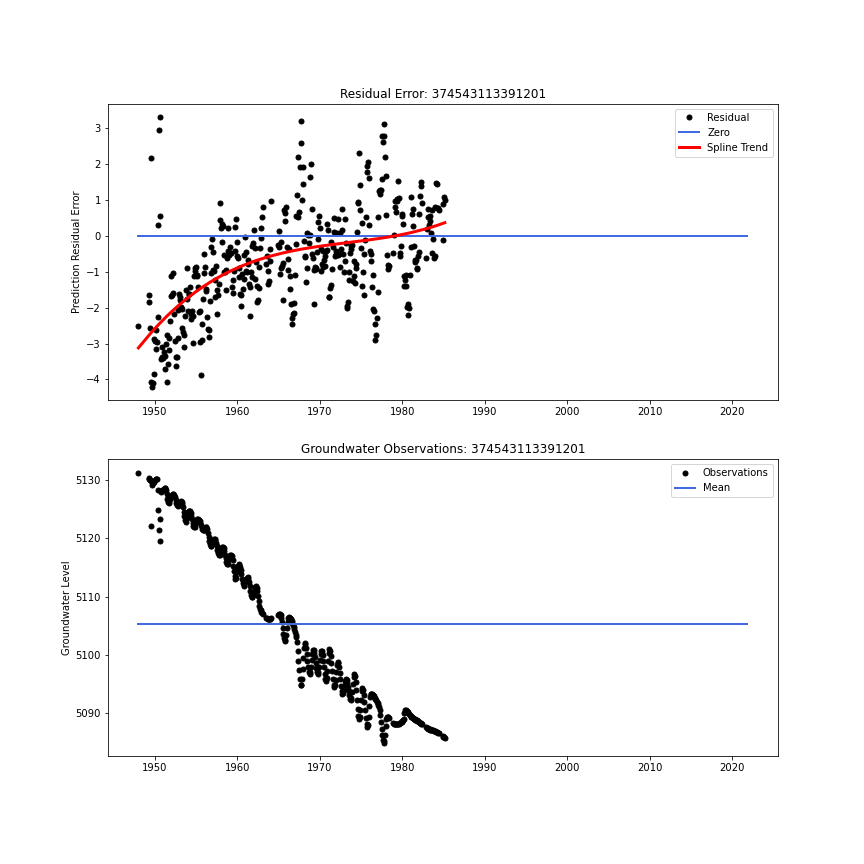 Residual Error: 374543113391201
Prediction Residual Error
3
2
1
0
−1
−2
−3
−4
Residual
Zero
Spline Trend
1950 1960 1970 1980 1990 2000 2010 2020
Groundwater Observations: 374543113391201
Groundwater Level
5130
5120
5110
5100
5090
Observations
Mean
1950 1960 1970 1980 1990 2000 2010 2020